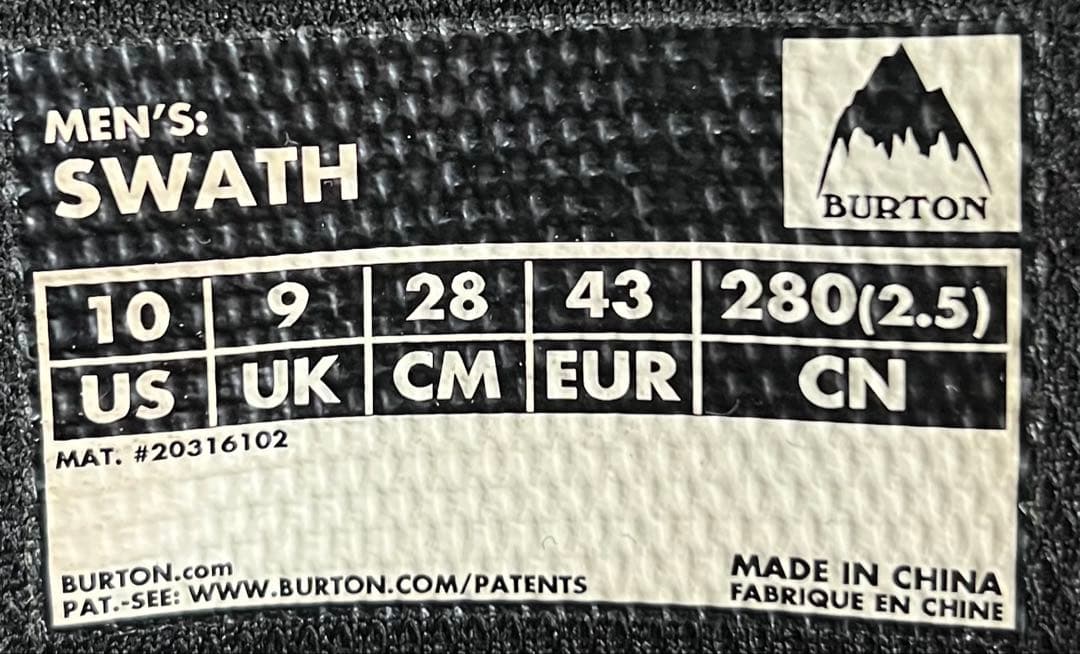 MEN'S:
SWATH
BURTON
10 9 28 43 280(2.5)
US UK CM EUR CN
MAT. #20316102
BURTON.com
PAT.-SEE: WWW.BURTON.COM/PATENTS
MADE IN CHINA
FABRIQUE EN CHINE